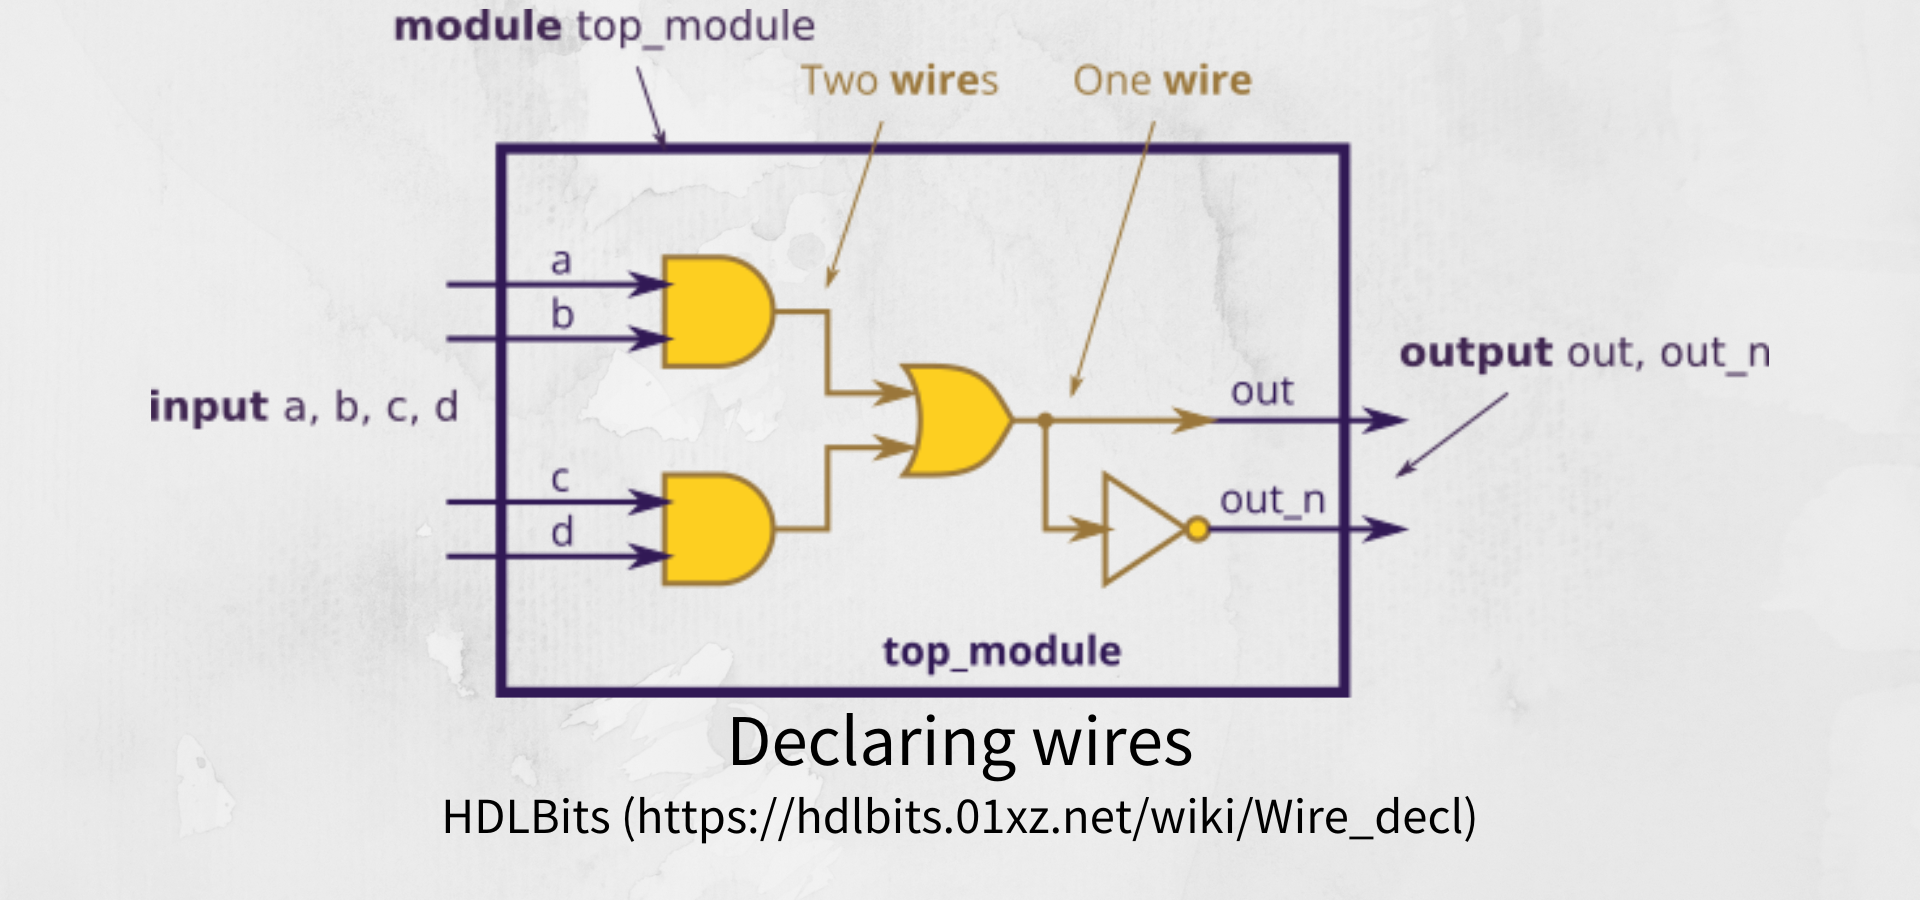 module top_module
Two wires
One wire
a
b
input a, b, c, d
c
d
out
out_n
output out, out_n
top_module
Declaring wires
HDLBits (https://hdlbits.01xz.net/wiki/Wire_decl)